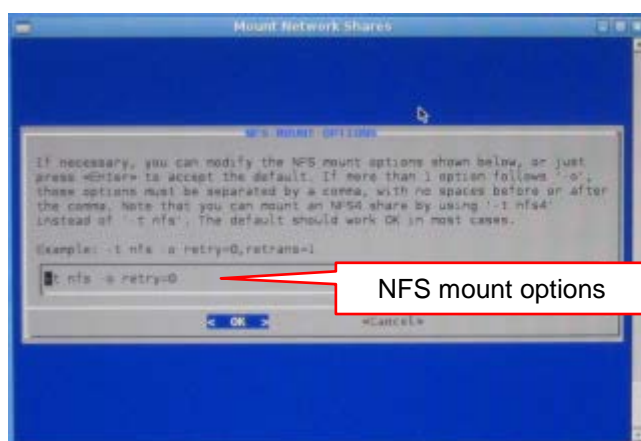 Mount Network Shares
NFS MOUNT OPTIONS
If necessary, you can modify the NFS mount options shown below, or just
press <Enter> to accept the default. If more than 1 option follows '-o',
those options must be separated by a comma, with no spaces before or after
the comma. Note that you can mount an NFS4 share by using '-t nfs4'
instead of '-t nfs'. The default should work OK in most cases.
Example: -t nfs -o retry=0,retrans=1
-t nfs -o retry=0
NFS mount options
< OK >
<Cancel>